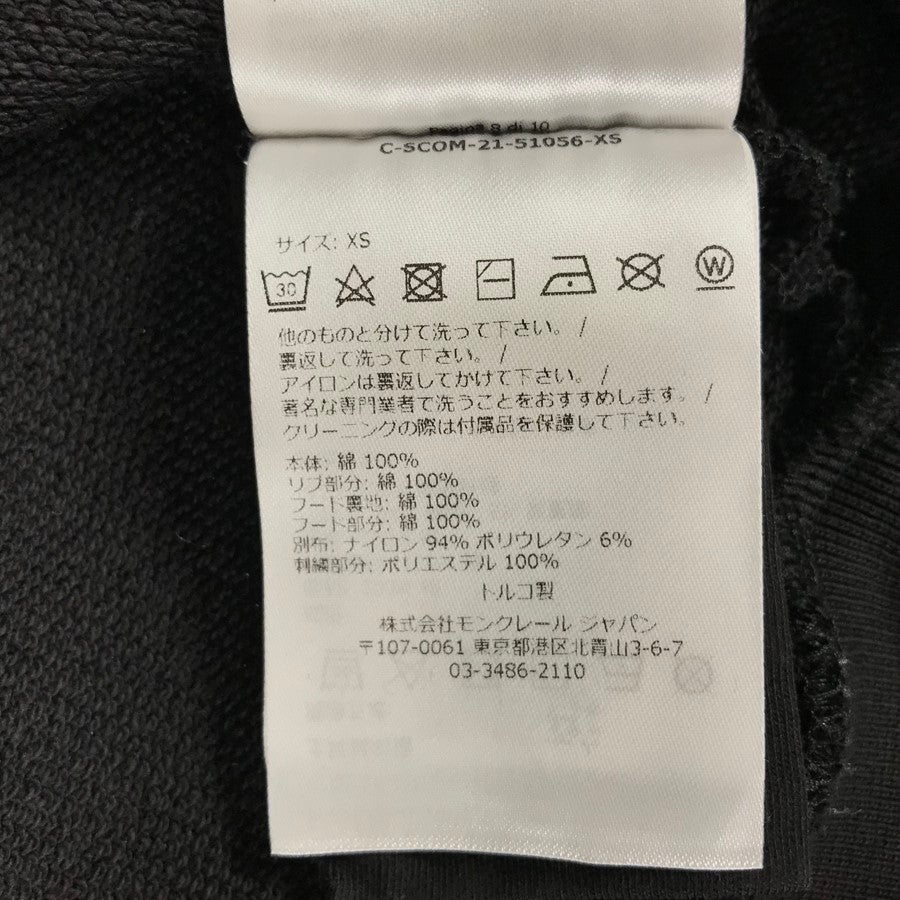 Pagina 8 di 10
C-SCOM-21-51056-XS
サイズ: XS
30
W
他のものと分けて洗って下さい。 /
裏返して洗って下さい。 /
アイロンは裏返してかけて下さい。 /
著名な専門業者で洗うことをおすすめします。 /
クリーニングの際は付属品を保護して下さい。
本体: 綿 100%
リブ部分: 綿 100%
フード裏地: 綿 100%
フード部分: 綿 100%
別布: ナイロン 94% ポリウレタン 6%
刺繍部分: ポリエステル 100%
トルコ製
株式会社モンクレール ジャパン
〒107-0061 東京都港区北青山3-6-7
03-3486-2110